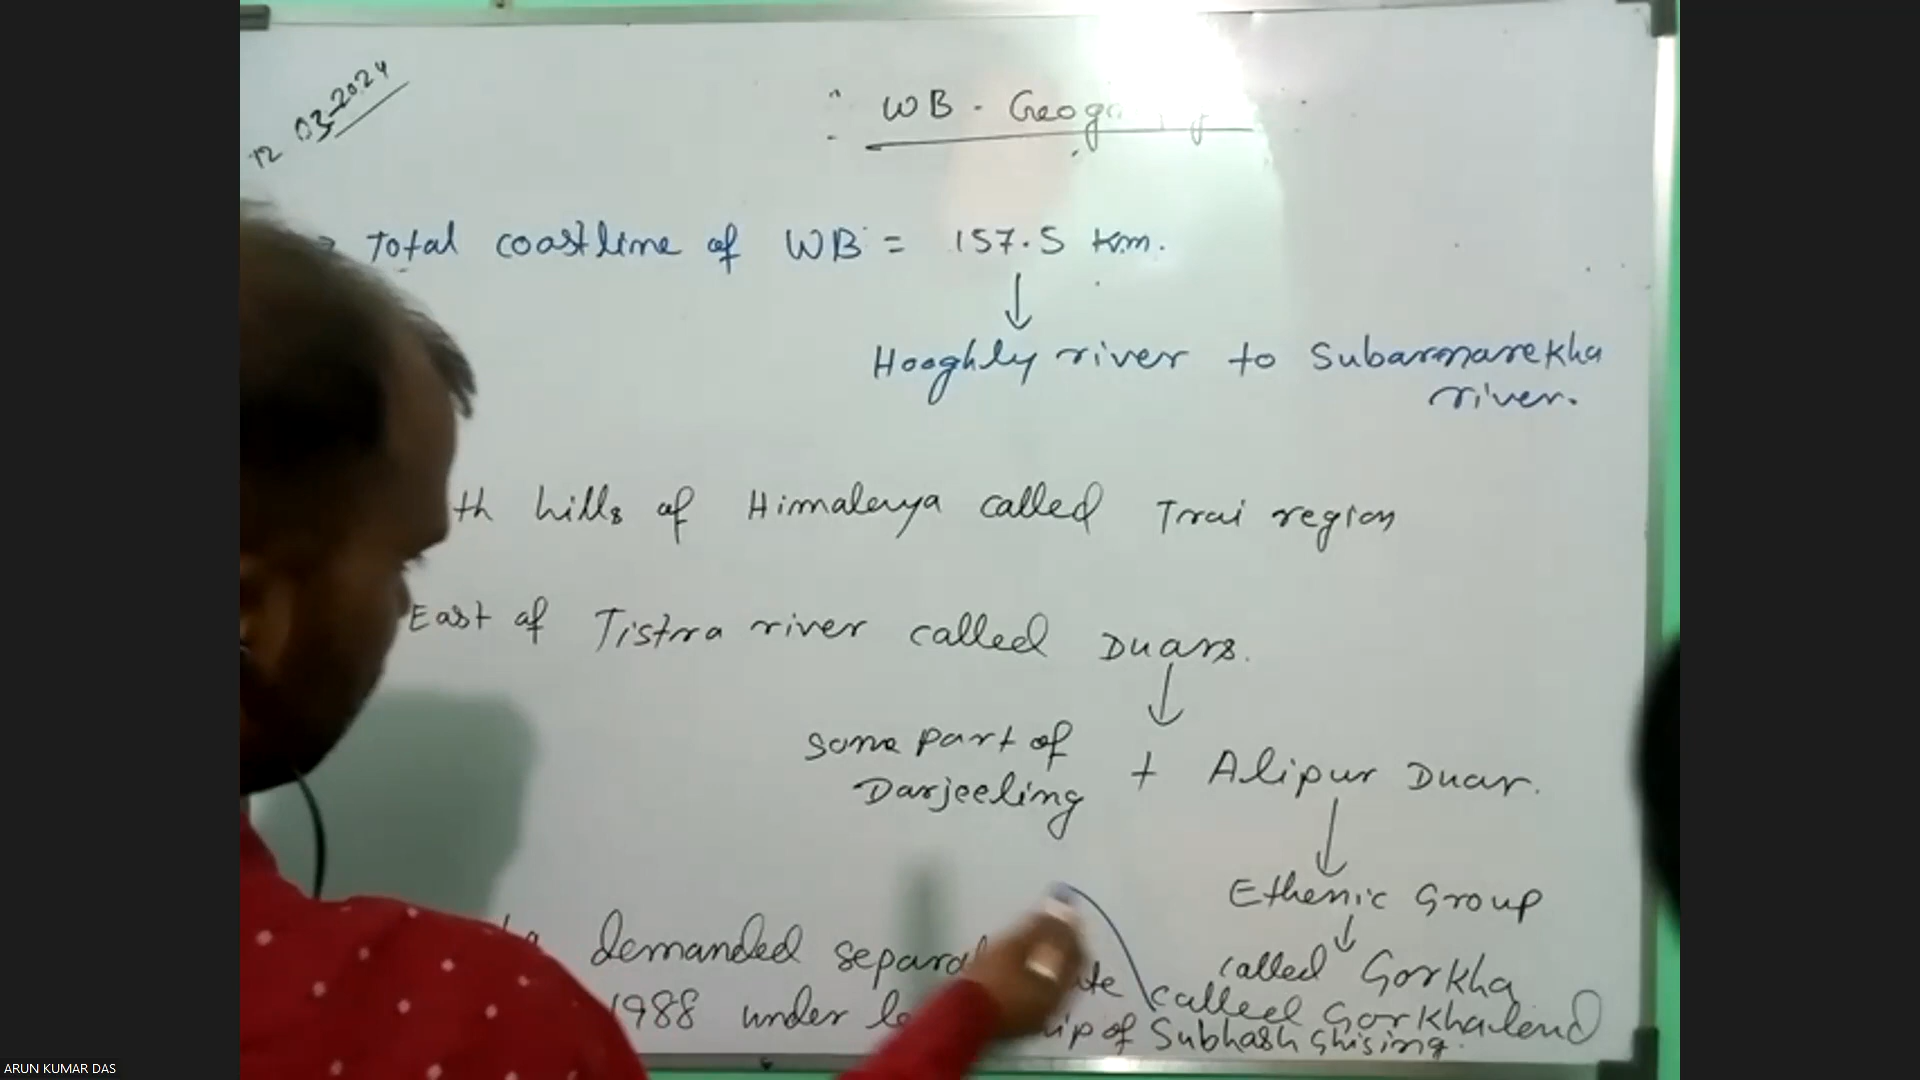 12 03-2024
WB - Geog
Total coastline of WB = 157.5 km.
Hooghly river to Subarnarekha
river.
th hills of Himalaya called Trai region
East of Tistra river called Duars.
Some part of
Darjeeling + Alipur Duar.
Ethenic Group
called Gorkha
demanded separa te called Gorkhaland
1988 under le ip of Subhash Ghising.
ARUN KUMAR DAS